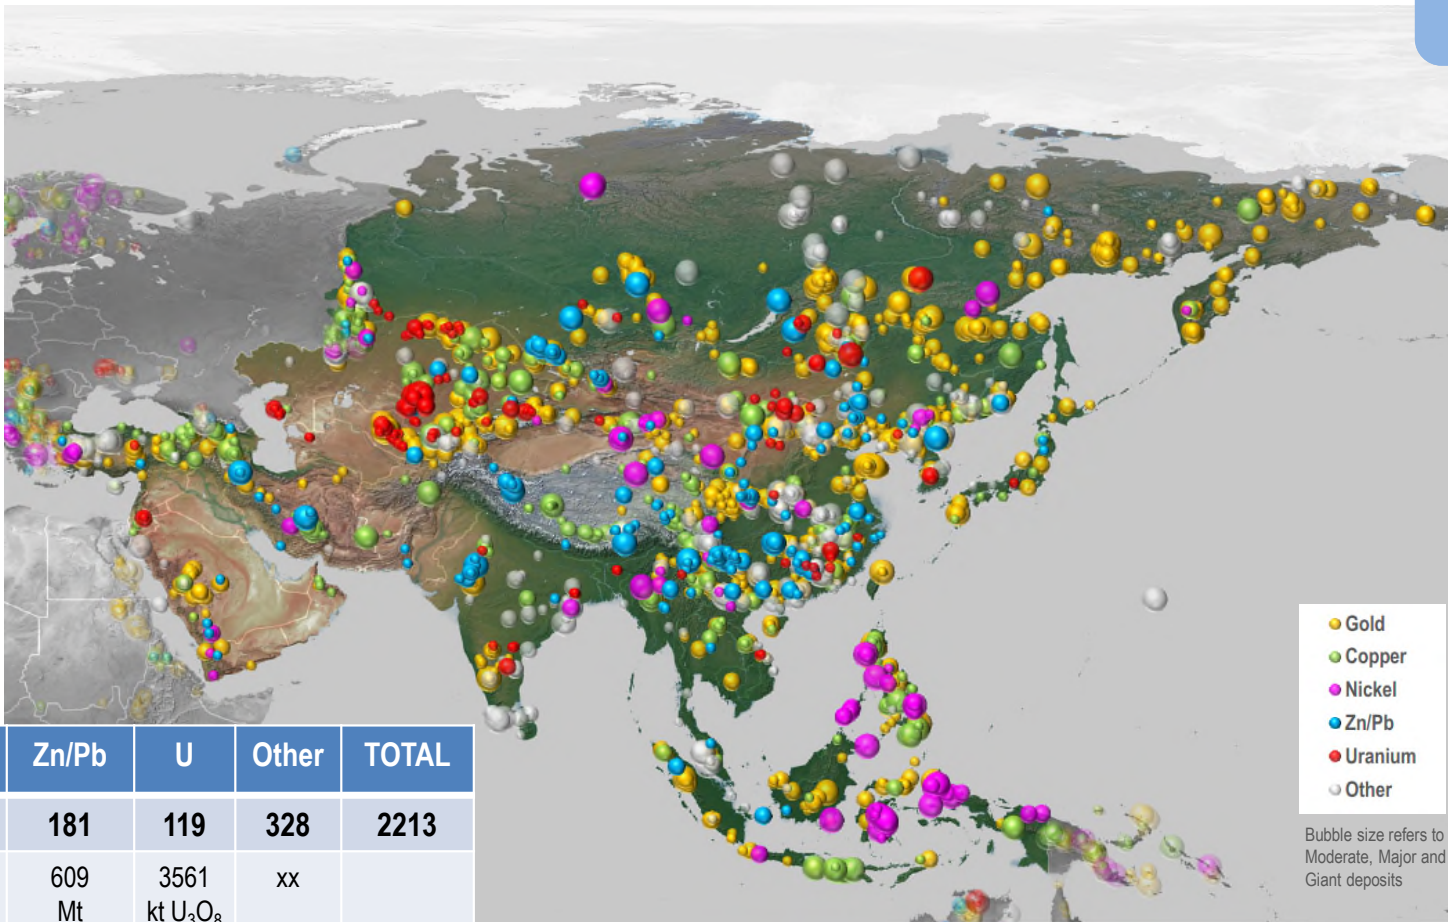 Gold
Copper
Nickel
Zn/Pb
Uranium
Other
Bubble size refers to
Moderate, Major and
Giant deposits
Zn/Pb U Other TOTAL
181 119 328 2213
609 3561 xx
Mt kt U₃O₈